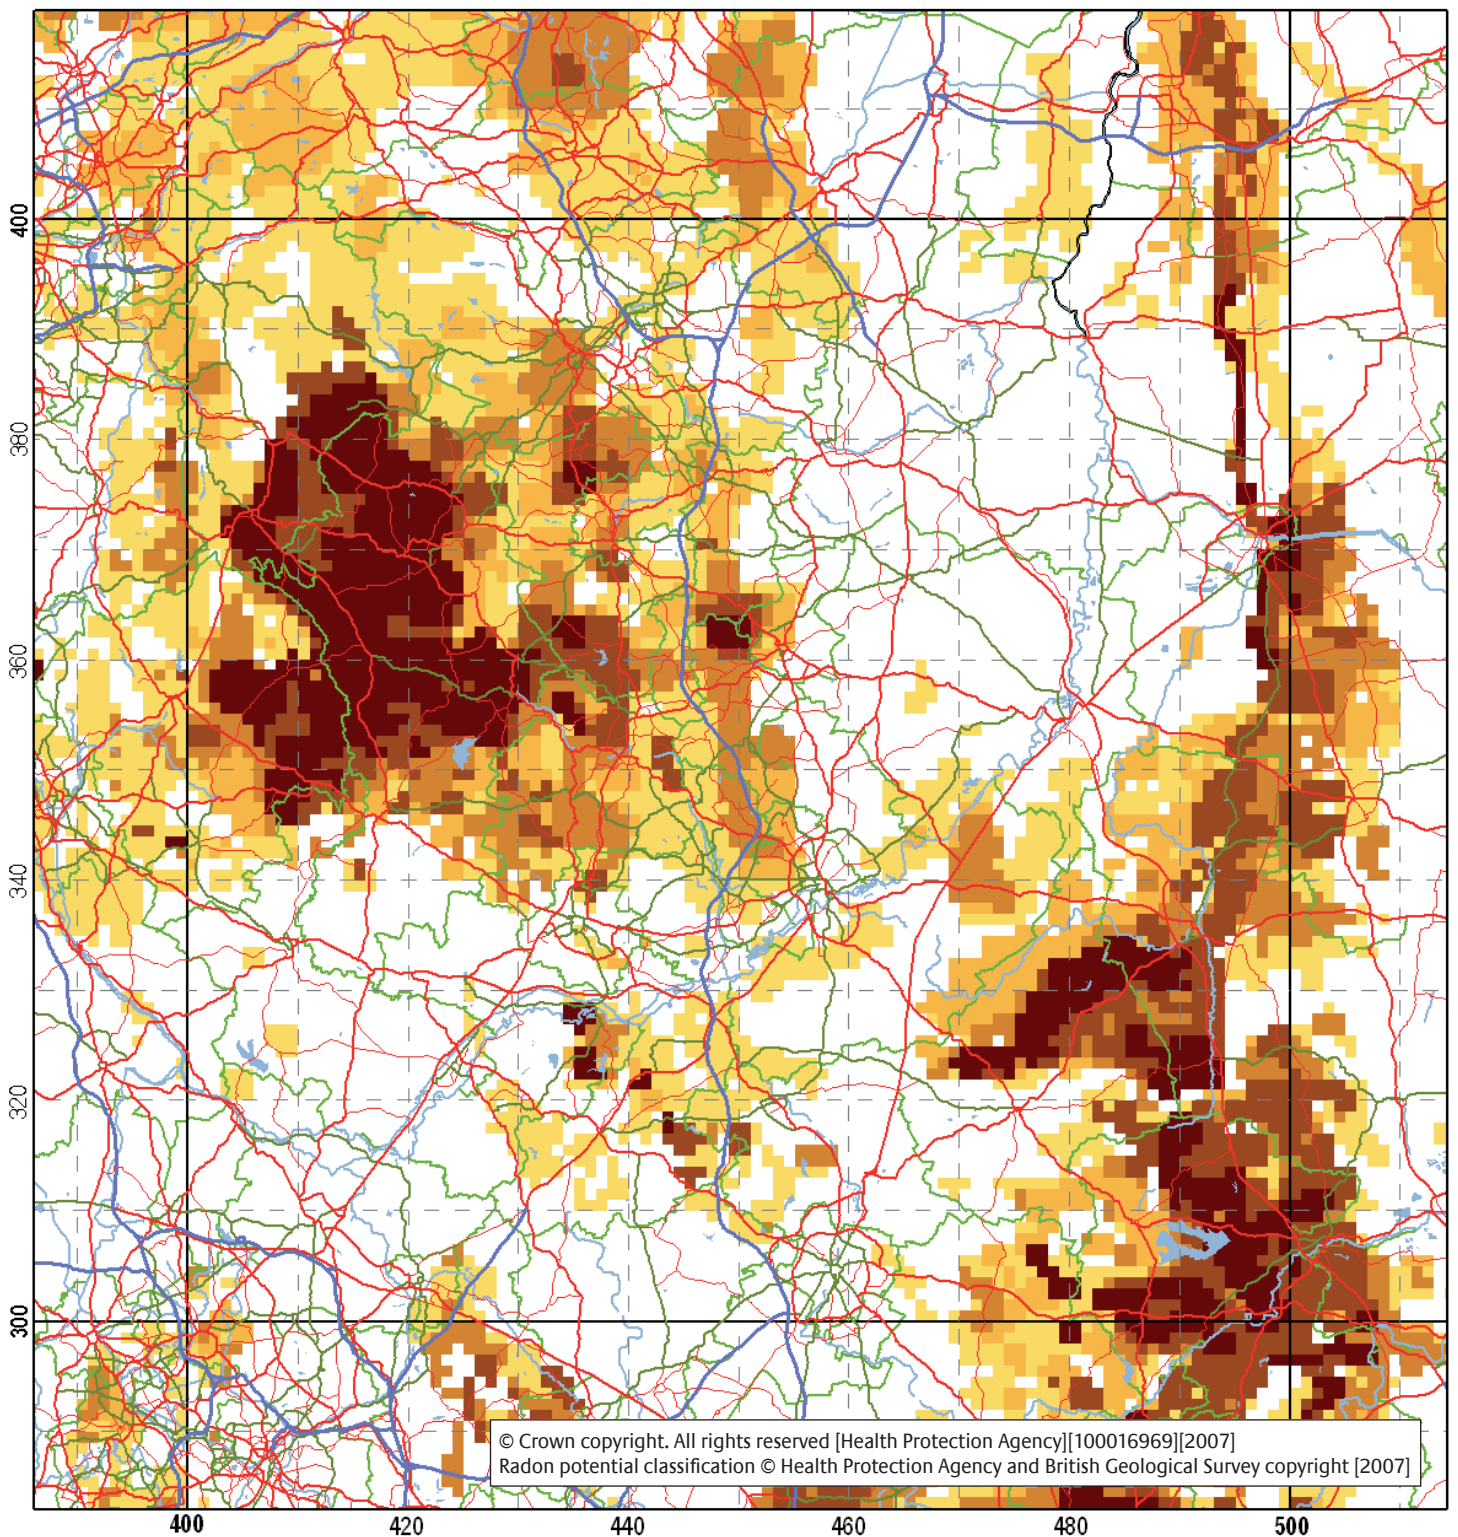 400
380
360
340
320
300
© Crown copyright. All rights reserved [Health Protection Agency][100016969][2007]
Radon potential classification © Health Protection Agency and British Geological Survey copyright [2007]
400 420 440 460 480 500